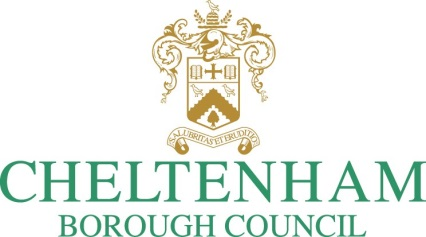 SALUBRITAS ET ERUDITIO
CHELTENHAM
BOROUGH COUNCIL